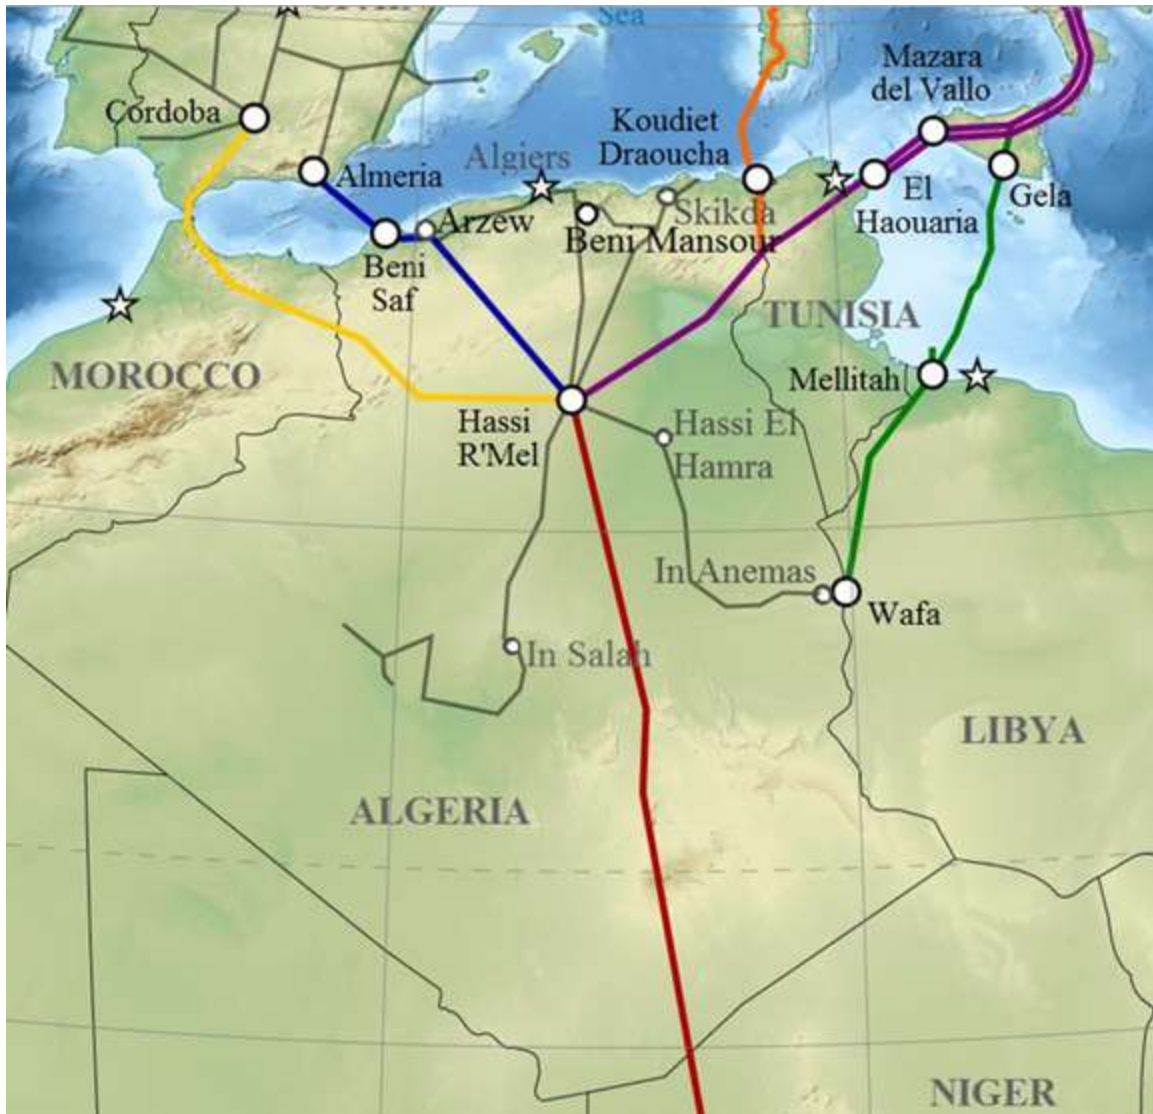 Sea
Cordoba
Almeria
Algiers
Arzew
Beni
Saf
Koudiet
Draoucha
Skikda
Beni Mansour
Mazara
del Vallo
El
Haouaria
Gela
TUNISIA
MOROCCO
Mellitah
Hassi
R'Mel
Hassi El
Hamra
In Anemas
Wafa
In Salah
LIBYA
ALGERIA
NIGER